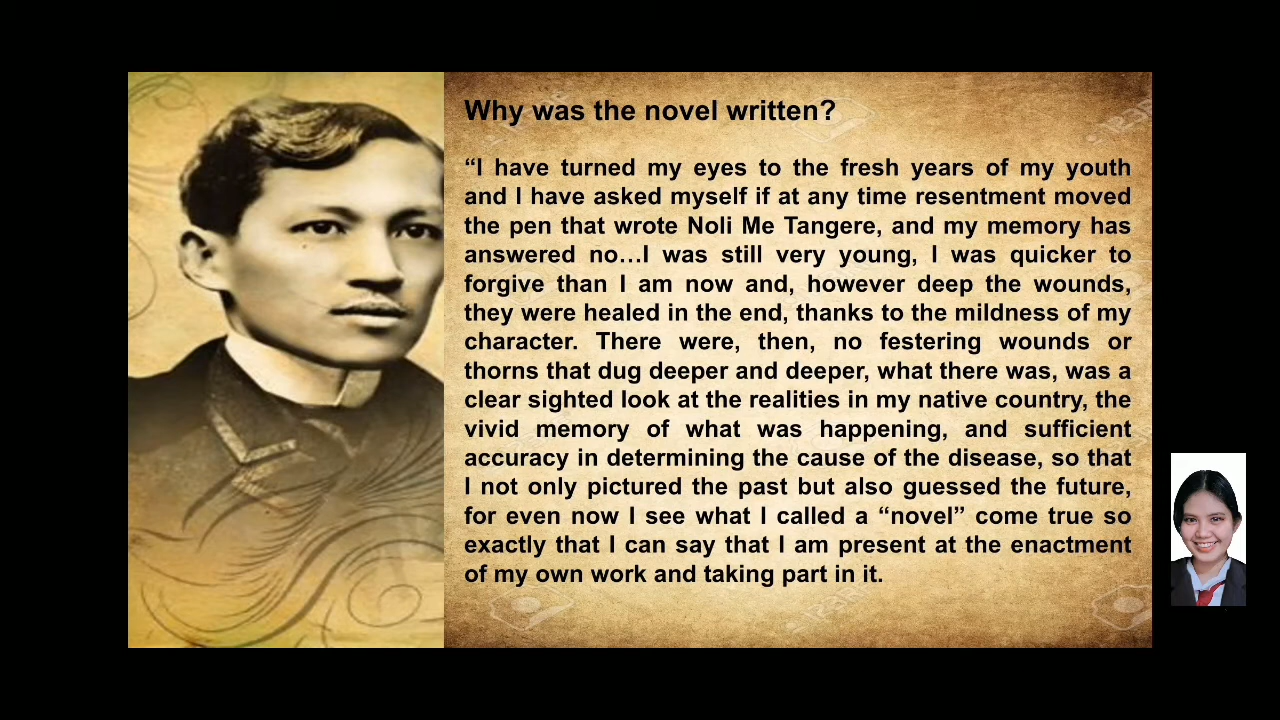 Why was the novel written?
“I have turned my eyes to the fresh years of my youth
and I have asked myself if at any time resentment moved
the pen that wrote Noli Me Tangere, and my memory has
answered no…I was still very young, I was quicker to
forgive than I am now and, however deep the wounds,
they were healed in the end, thanks to the mildness of my
character. There were, then, no festering wounds or
thorns that dug deeper and deeper, what there was, was a
clear sighted look at the realities in my native country, the
vivid memory of what was happening, and sufficient
accuracy in determining the cause of the disease, so that
I not only pictured the past but also guessed the future,
for even now I see what I called a “novel” come true so
exactly that I can say that I am present at the enactment
of my own work and taking part in it.